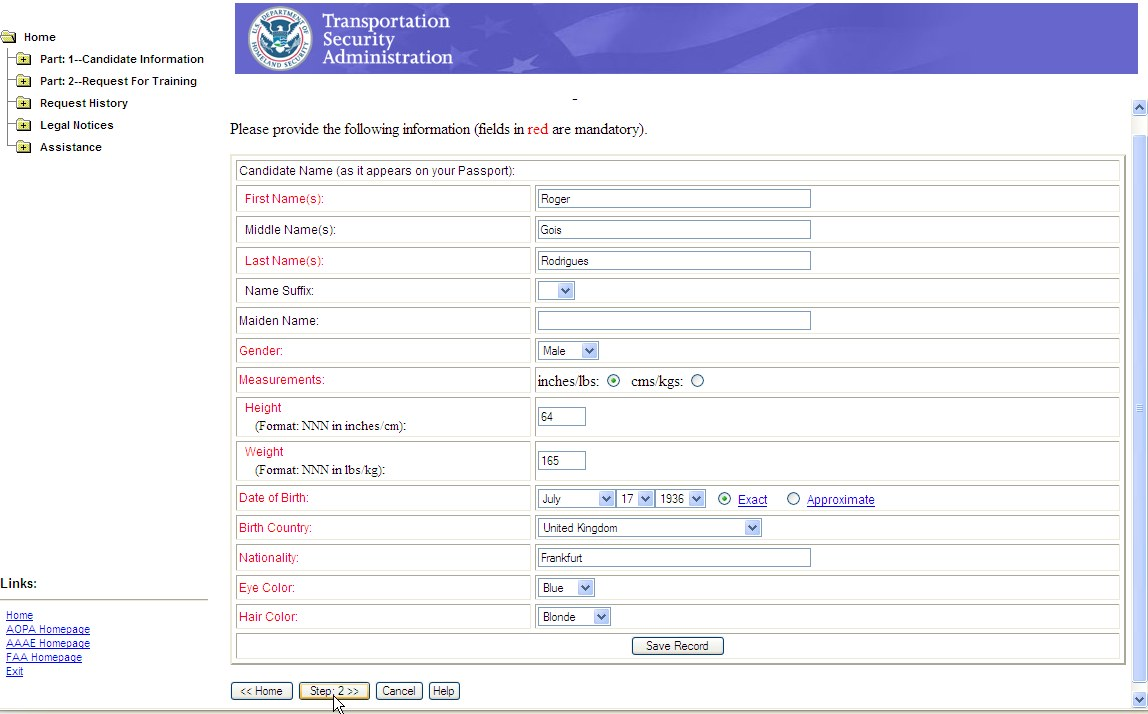 Transportation
Security
Administration
Home
Part: 1--Candidate Information
Part: 2--Request For Training
Request History
Legal Notices
Assistance
-
Please provide the following information (fields in red are mandatory).
Candidate Name (as it appears on your Passport):
First Name(s): Roger
Middle Name(s): Gois
Last Name(s): Rodrigues
Name Suffix:
Maiden Name:
Gender: Male
Measurements: inches/lbs: cms/kgs:
Height
(Format: NNN in inches/cm): 64
Weight
(Format: NNN in lbs/kg): 165
Date of Birth: July 17 1936 Exact Approximate
Birth Country: United Kingdom
Nationality: Frankfurt
Eye Color: Blue
Hair Color: Blonde
Save Record
<< Home Step: 2 >> Cancel Help
Links:
Home
AOPA Homepage
AAAE Homepage
FAA Homepage
Exit